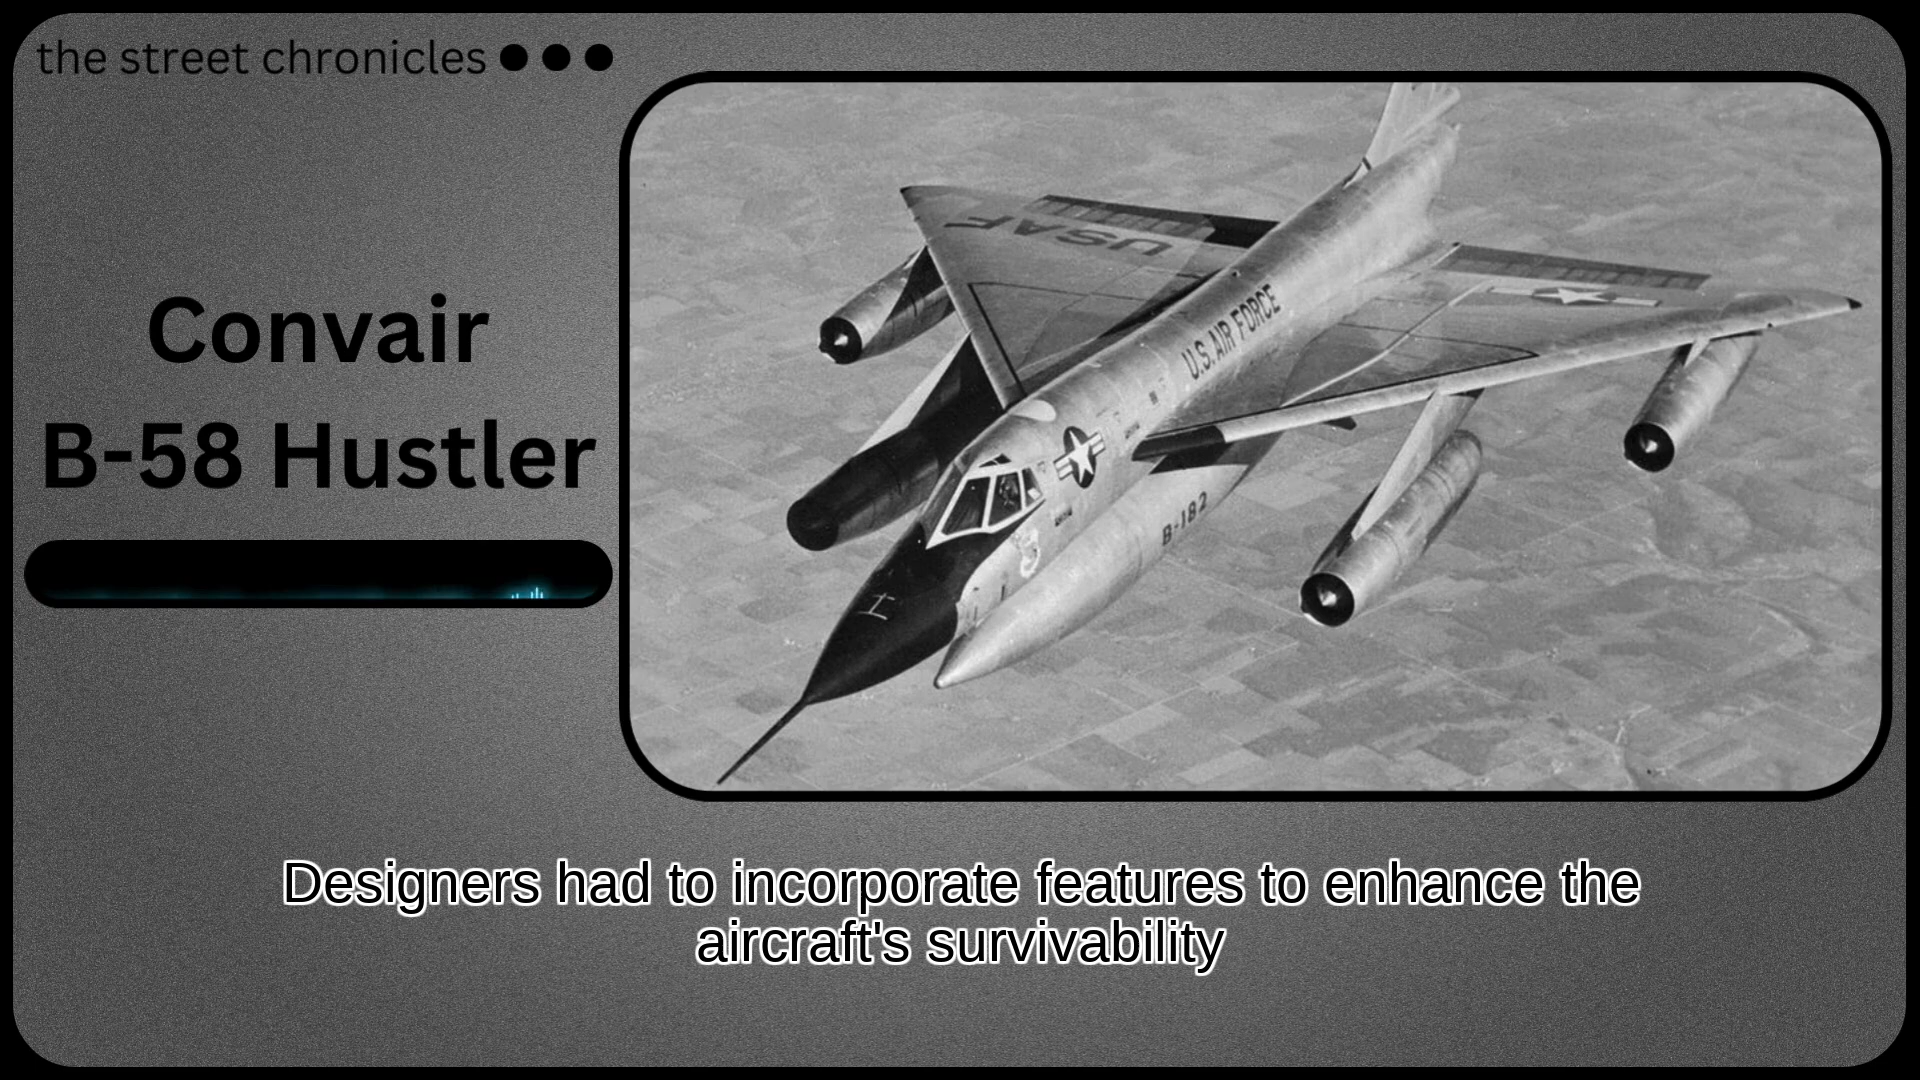 the street chronicles
Convair
B-58 Hustler
USAF
U.S. AIR FORCE
B-182
Designers had to incorporate features to enhance the
aircraft's survivability